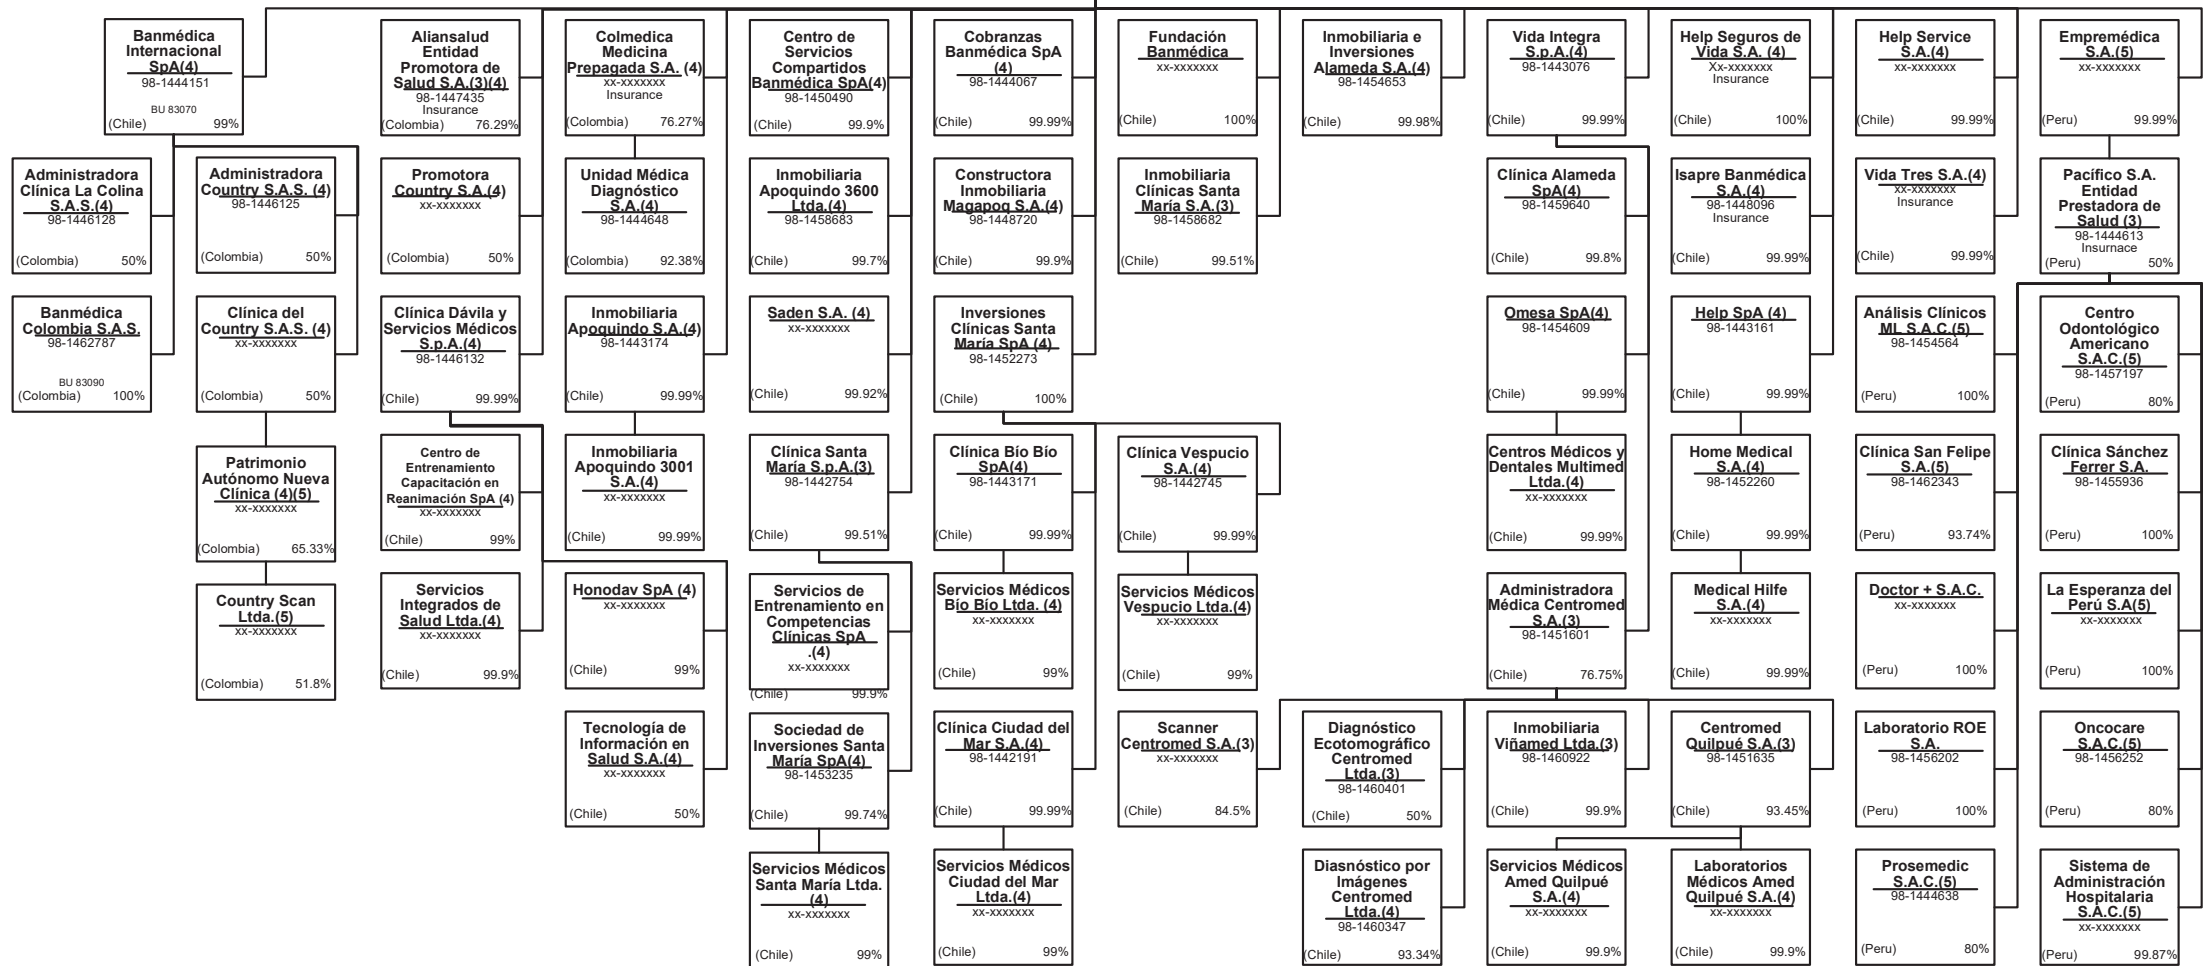 Banmédica
Internacional
SpA(4)
98-1444151
BU 83070
(Chile) 99%
Aliansalud
Entidad
Promotora de
Salud S.A.(3)(4)
98-1447435
Insurance
(Colombia) 76.29%
Colmedica
Medicina
Prepagada S.A. (4)
xx-xxxxxxx
Insurance
(Colombia) 76.27%
Centro de
Servicios
Compartidos
Banmédica SpA(4)
98-1450490
(Chile) 99.9%
Cobranzas
Banmédica SpA
(4)
98-1444067
(Chile) 99.99%
Fundación
Banmédica
xx-xxxxxxx
(Chile) 100%
Inmobiliaria e
Inversiones
Alameda S.A.(4)
98-1454653
(Chile) 99.98%
Vida Integra
S.p.A.(4)
98-1443076
(Chile) 99.99%
Help Seguros de
Vida S.A. (4)
Xx-xxxxxxx
Insurance
(Chile) 100%
Help Service
S.A.(4)
xx-xxxxxxx
(Chile) 99.99%
Empremédica
S.A.(5)
xx-xxxxxxx
(Peru) 99.99%
Administradora
Clínica La Colina
S.A.S.(4)
98-1446128
(Colombia) 50%
Administradora
Country S.A.S. (4)
98-1446125
(Colombia) 50%
Promotora
Country S.A.(4)
xx-xxxxxxx
(Colombia) 50%
Unidad Médica
Diagnóstico
S.A.(4)
98-1444648
(Colombia) 92.38%
Inmobiliaria
Apoquindo 3600
Ltda.(4)
98-1458683
(Chile) 99.7%
Constructora
Inmobiliaria
Magapoq S.A.(4)
98-1448720
(Chile) 99.9%
Inmobiliaria
Clínicas Santa
María S.A.(3)
98-1458682
(Chile) 99.51%
Clínica Alameda
SpA(4)
98-1459640
(Chile) 99.8%
Isapre Banmédica
S.A.(4)
98-1448096
Insurance
(Chile) 99.99%
Vida Tres S.A.(4)
xx-xxxxxxx
Insurance
(Chile) 99.99%
Pacífico S.A.
Entidad
Prestadora de
Salud (3)
98-1444613
Insurnace
(Peru) 50%
Banmédica
Colombia S.A.S.
98-1462787
BU 83090
(Colombia) 100%
Clínica del
Country S.A.S. (4)
xx-xxxxxxx
(Colombia) 50%
Clínica Dávila y
Servicios Médicos
S.p.A.(4)
98-1446132
(Chile) 99.99%
Inmobiliaria
Apoquindo S.A.(4)
98-1443174
(Chile) 99.99%
Saden S.A. (4)
xx-xxxxxxx
(Chile) 99.92%
Inversiones
Clínicas Santa
María SpA (4)
98-1452273
(Chile) 100%
Omesa SpA(4)
98-1454609
(Chile) 99.99%
Help SpA (4)
98-1443161
(Chile) 99.99%
Análisis Clínicos
ML S.A.C.(5)
98-1454564
(Peru) 100%
Centro
Odontológico
Americano
S.A.C.(5)
98-1457197
(Peru) 80%
Patrimonio
Autónomo Nueva
Clínica (4)(5)
xx-xxxxxxx
(Colombia) 65.33%
Centro de
Entrenamiento
Capacitación en
Reanimación SpA (4)
xx-xxxxxxx
(Chile) 99%
Inmobiliaria
Apoquindo 3001
S.A.(4)
xx-xxxxxxx
(Chile) 99.99%
Clínica Santa
María S.p.A.(3)
98-1442754
(Chile) 99.51%
Clínica Bío Bío
SpA(4)
98-1443171
(Chile) 99.99%
Clínica Vespucio
S.A.(4)
98-1442745
(Chile) 99.99%
Centros Médicos y
Dentales Multimed
Ltda.(4)
xx-xxxxxxx
(Chile) 99.99%
Home Medical
S.A.(4)
98-1452260
(Chile) 99.99%
Clínica San Felipe
S.A.(5)
98-1462343
(Peru) 93.74%
Clínica Sánchez
Ferrer S.A.
98-1455936
(Peru) 100%
Country Scan
Ltda.(5)
xx-xxxxxxx
(Colombia) 51.8%
Servicios
Integrados de
Salud Ltda.(4)
xx-xxxxxxx
(Chile) 99.9%
Honodav SpA (4)
xx-xxxxxxx
(Chile) 99%
Servicios de
Entrenamiento en
Competencias
Clínicas SpA
.(4)
xx-xxxxxxx
(Chile) 99.9%
Servicios Médicos
Bío Bío Ltda. (4)
xx-xxxxxxx
(Chile) 99%
Servicios Médicos
Vespucio Ltda.(4)
xx-xxxxxxx
(Chile) 99%
Administradora
Médica Centromed
S.A.(3)
98-1451601
(Chile) 76.75%
Medical Hilfe
S.A.(4)
xx-xxxxxxx
(Chile) 99.99%
Doctor + S.A.C.
xx-xxxxxxx
(Peru) 100%
La Esperanza del
Perú S.A(5)
xx-xxxxxxx
(Peru) 100%
Tecnología de
Información en
Salud S.A.(4)
xx-xxxxxxx
(Chile) 50%
Sociedad de
Inversiones Santa
María SpA(4)
98-1453235
(Chile) 99.74%
Clínica Ciudad del
Mar S.A.(4)
98-1442191
(Chile) 99.99%
Scanner
Centromed S.A.(3)
xx-xxxxxxx
(Chile) 84.5%
Diagnóstico
Ecotomográfico
Centromed
Ltda.(3)
98-1460401
(Chile) 50%
Inmobiliaria
Viñamed Ltda.(3)
98-1460922
(Chile) 99.9%
Centromed
Quilpué S.A.(3)
98-1451635
(Chile) 93.45%
Laboratorio ROE
S.A.
98-1456202
(Peru) 100%
Oncocare
S.A.C.(5)
98-1456252
(Peru) 80%
Servicios Médicos
Santa María Ltda.
(4)
xx-xxxxxxx
(Chile) 99%
Servicios Médicos
Ciudad del Mar
Ltda.(4)
xx-xxxxxxx
(Chile) 99%
Diasnóstico por
Imágenes
Centromed
Ltda.(4)
98-1460347
(Chile) 93.34%
Servicios Médicos
Amed Quilpué
S.A.(4)
xx-xxxxxxx
(Chile) 99.9%
Laboratorios
Médicos Amed
Quilpué S.A.(4)
xx-xxxxxxx
(Chile) 99.9%
Prosemedic
S.A.C.(5)
98-1444638
(Peru) 80%
Sistema de
Administración
Hospitalaria
S.A.C.(5)
xx-xxxxxxx
(Peru) 99.87%